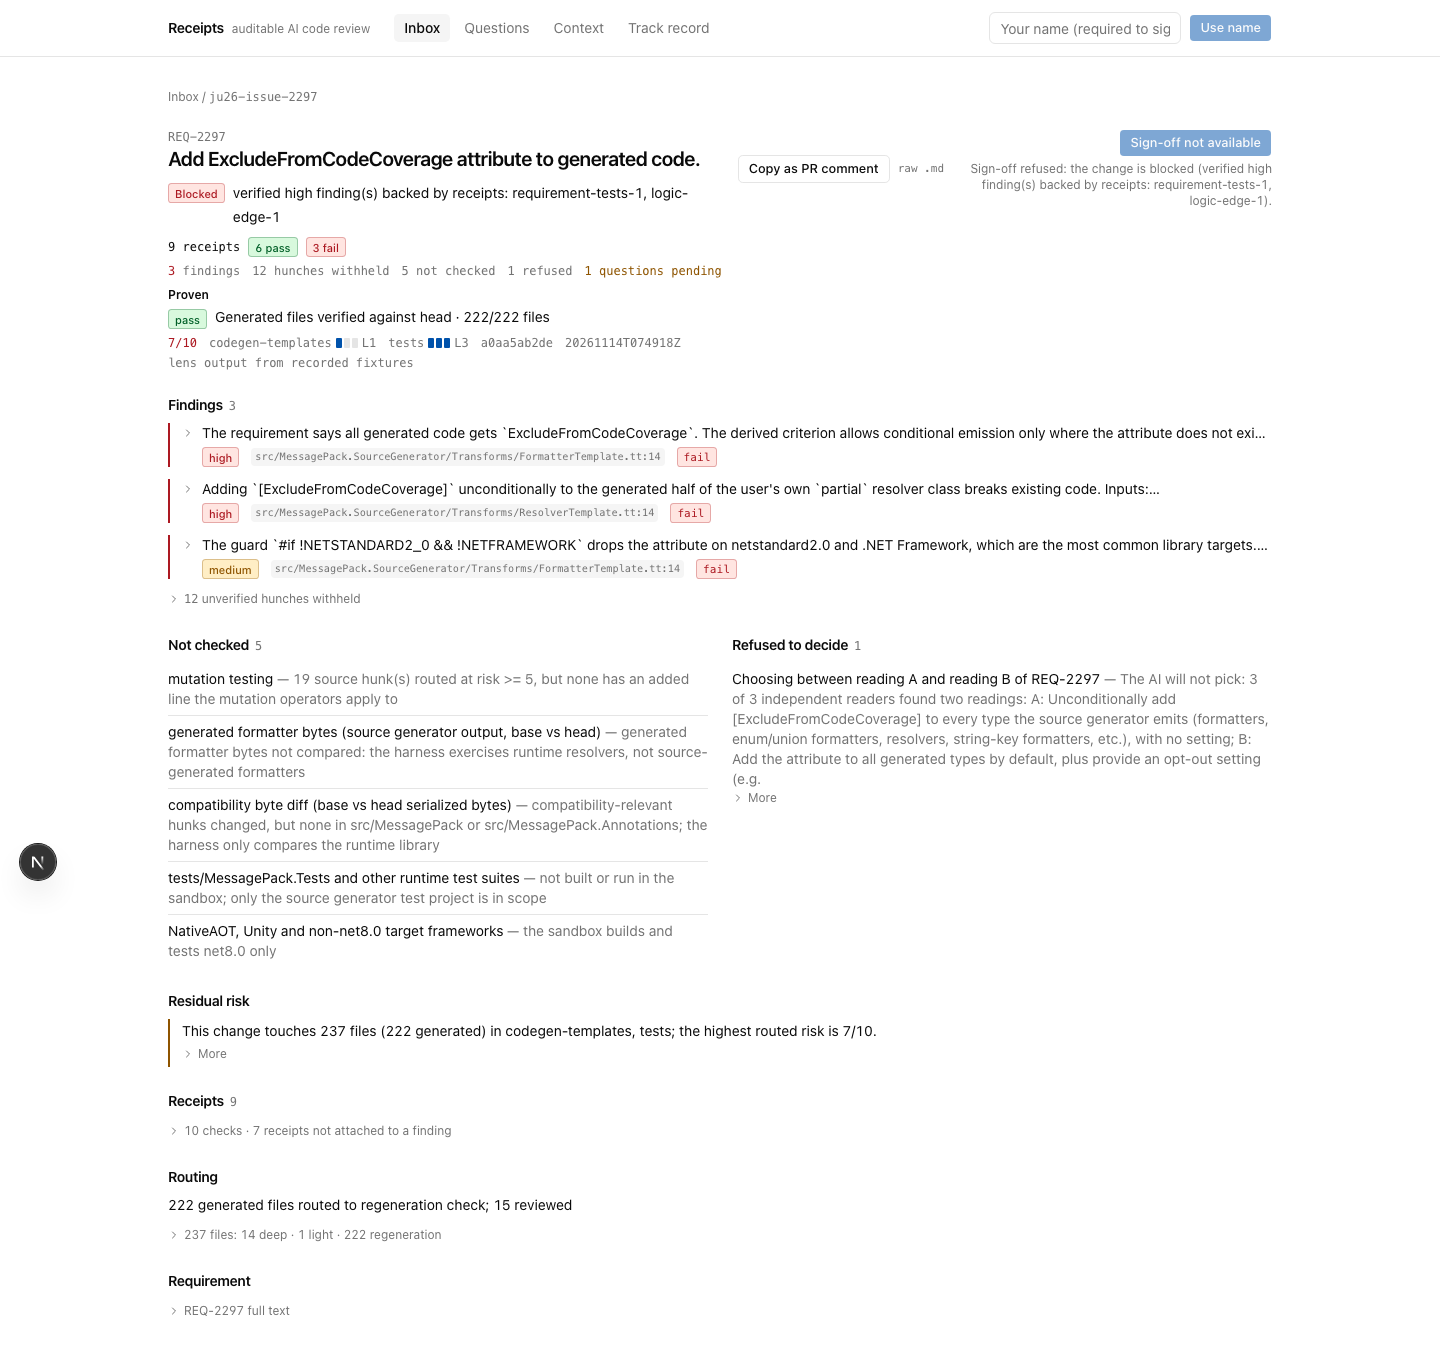 Receipts auditable AI code review Inbox Questions Context Track record Your name (required to sig Use name
Inbox / ju26-issue-2297
REQ-2297
Add ExcludeFromCodeCoverage attribute to generated code.
Blocked verified high finding(s) backed by receipts: requirement-tests-1, logic-
edge-1
Copy as PR comment raw .md
Sign-off not available
Sign-off refused: the change is blocked (verified high
finding(s) backed by receipts: requirement-tests-1,
logic-edge-1).
9 receipts 6 pass 3 fail
3 findings 12 hunches withheld 5 not checked 1 refused 1 questions pending
Proven
pass Generated files verified against head · 222/222 files
7/10 codegen-templates L1 tests L3 a0aa5ab2de 20261114T074918Z
lens output from recorded fixtures
Findings 3
The requirement says all generated code gets `ExcludeFromCodeCoverage`. The derived criterion allows conditional emission only where the attribute does not exi...
high src/MessagePack.SourceGenerator/Transforms/FormatterTemplate.tt:14 fail
Adding `[ExcludeFromCodeCoverage]` unconditionally to the generated half of the user's own `partial` resolver class breaks existing code. Inputs:...
high src/MessagePack.SourceGenerator/Transforms/ResolverTemplate.tt:14 fail
The guard `#if !NETSTANDARD2_0 && !NETFRAMEWORK` drops the attribute on netstandard2.0 and .NET Framework, which are the most common library targets....
medium src/MessagePack.SourceGenerator/Transforms/FormatterTemplate.tt:14 fail
12 unverified hunches withheld
Not checked 5
mutation testing — 19 source hunk(s) routed at risk >= 5, but none has an added
line the mutation operators apply to
generated formatter bytes (source generator output, base vs head) — generated
formatter bytes not compared: the harness exercises runtime resolvers, not source-
generated formatters
compatibility byte diff (base vs head serialized bytes) — compatibility-relevant
hunks changed, but none in src/MessagePack or src/MessagePack.Annotations; the
harness only compares the runtime library
tests/MessagePack.Tests and other runtime test suites — not built or run in the
sandbox; only the source generator test project is in scope
NativeAOT, Unity and non-net8.0 target frameworks — the sandbox builds and
tests net8.0 only
Refused to decide 1
Choosing between reading A and reading B of REQ-2297 — The AI will not pick: 3
of 3 independent readers found two readings: A: Unconditionally add
[ExcludeFromCodeCoverage] to every type the source generator emits (formatters,
enum/union formatters, resolvers, string-key formatters, etc.), with no setting; B:
Add the attribute to all generated types by default, plus provide an opt-out setting
(e.g.
More
Residual risk
This change touches 237 files (222 generated) in codegen-templates, tests; the highest routed risk is 7/10.
More
Receipts 9
10 checks · 7 receipts not attached to a finding
Routing
222 generated files routed to regeneration check; 15 reviewed
237 files: 14 deep · 1 light · 222 regeneration
Requirement
REQ-2297 full text
N